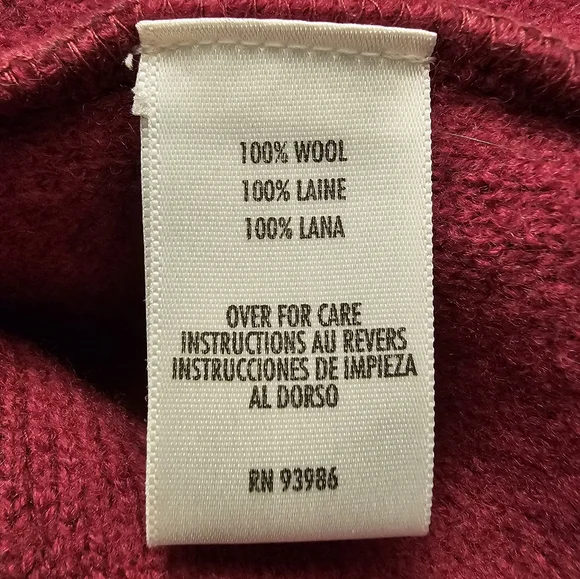 100% WOOL
100% LAINE
100% LANA
OVER FOR CARE
INSTRUCTIONS AU REVERS
INSTRUCCIONES DE IMPIEZA
AL DORSO
RN 93986